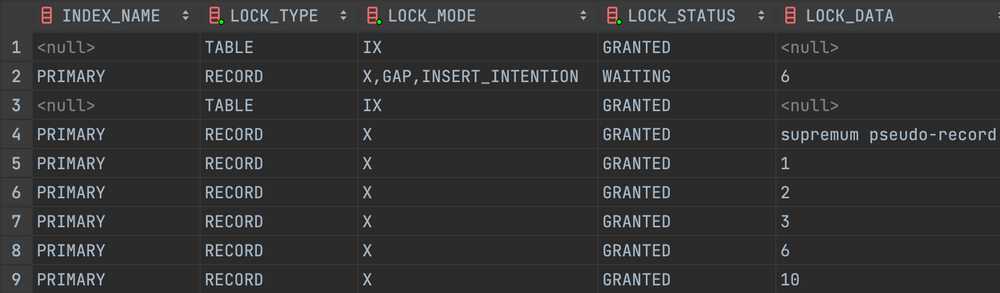 INDEX_NAME LOCK_TYPE LOCK_MODE LOCK_STATUS LOCK_DATA
1 <null> TABLE IX GRANTED <null>
2 PRIMARY RECORD X,GAP,INSERT_INTENTION WAITING 6
3 <null> TABLE IX GRANTED <null>
4 PRIMARY RECORD X GRANTED supremum pseudo-record
5 PRIMARY RECORD X GRANTED 1
6 PRIMARY RECORD X GRANTED 2
7 PRIMARY RECORD X GRANTED 3
8 PRIMARY RECORD X GRANTED 6
9 PRIMARY RECORD X GRANTED 10